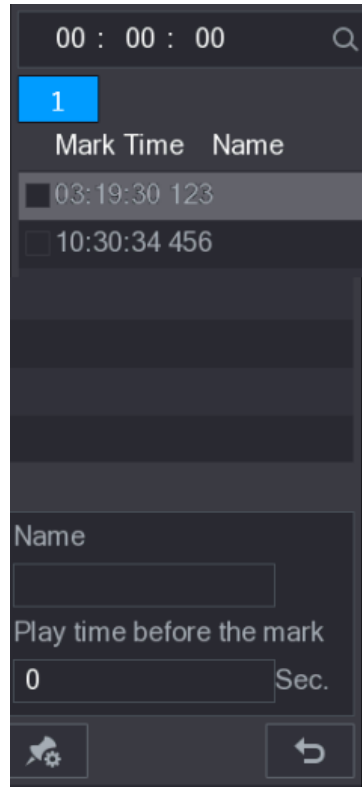 00 : 00 : 00
1
Mark Time Name
03:19:30 123
10:30:34 456
Name
Play time before the mark
0 Sec.